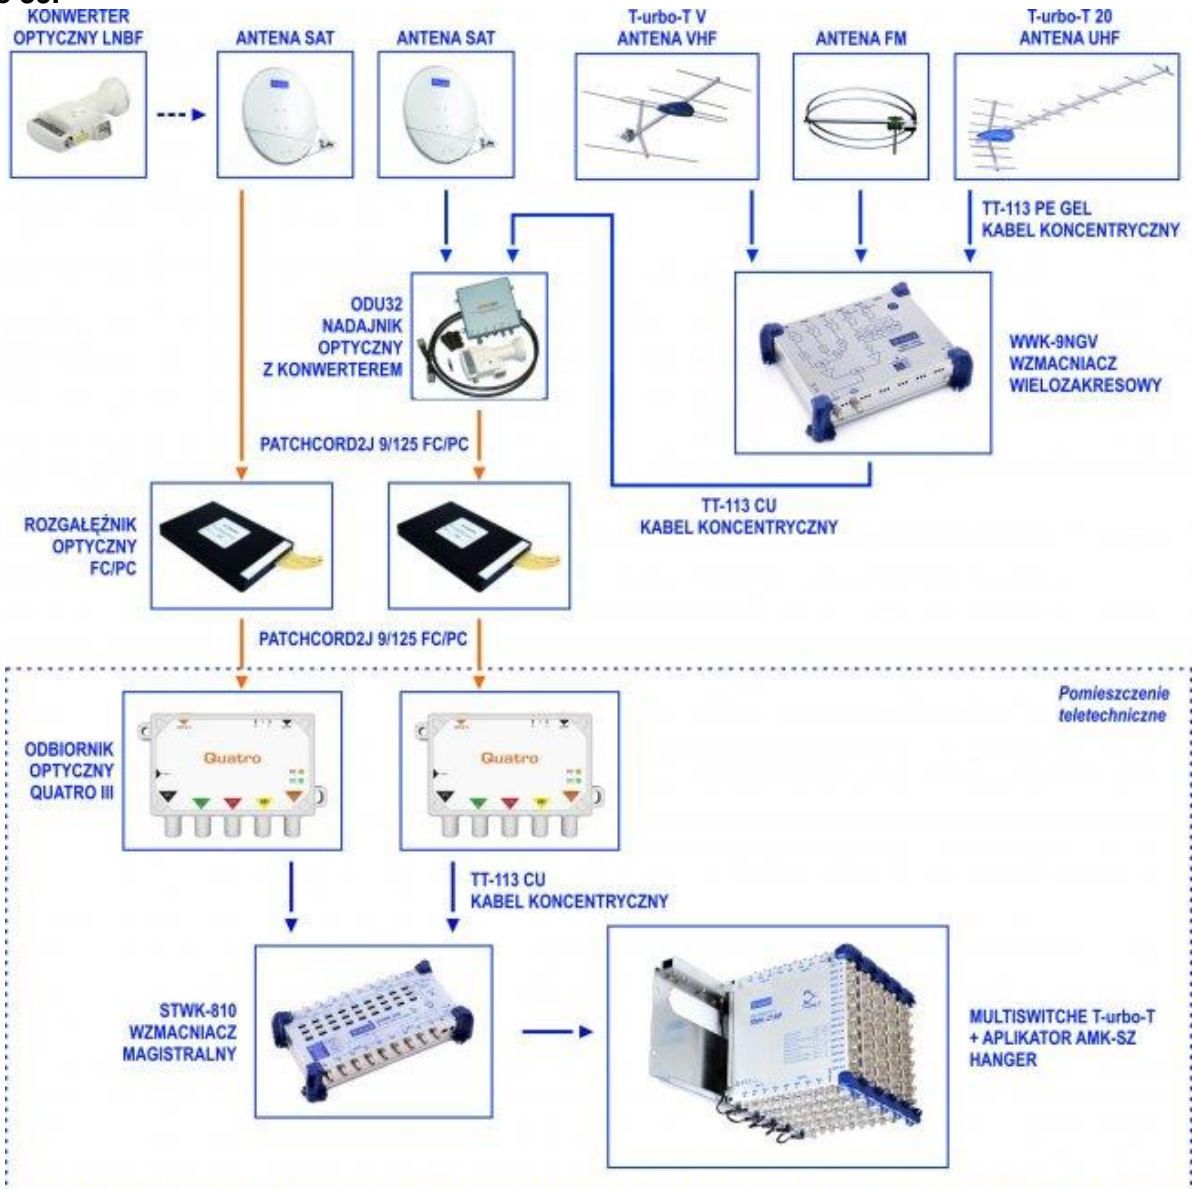 KONWERTER
OPTYCZNY LNBF
ANTENA SAT
ANTENA SAT
T-urbo-T V
ANTENA VHF
ANTENA FM
T-urbo-T 20
ANTENA UHF
TT-113 PE GEL
KABEL KONCENTRYCZNY
ODU32
NADAJNIK
OPTYCZNY
Z KONWERTEREM
WWK-9NGV
WZMACNIACZ
WIELOZAKRESOWY
PATCHCORD2J 9/125 FC/PC
TT-113 CU
KABEL KONCENTRYCZNY
ROZGAŁĘŹNIK
OPTYCZNY
FC/PC
PATCHCORD2J 9/125 FC/PC
Pomieszczenie
teletechniczne
ODBIORNIK
OPTYCZNY
QUATRO III
Quatro
Quatro
TT-113 CU
KABEL KONCENTRYCZNY
STWK-810
WZMACNIACZ
MAGISTRALNY
MULTISWITCHE T-urbo-T
+ APLIKATOR AMK-SZ
HANGER